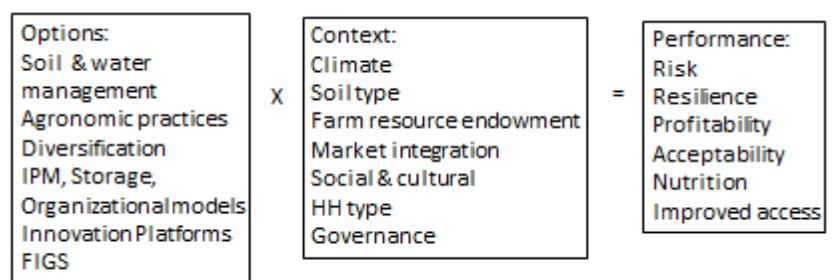 Options:
Soil & water
management
Agronomic practices
Diversification
IPM, Storage,
Organizational models
Innovation Platforms
FIGS
X
Context:
Climate
Soil type
Farm resource endowment
Market integration
Social & cultural
HH type
Governance
=
Performance:
Risk
Resilience
Profitability
Acceptability
Nutrition
Improved access